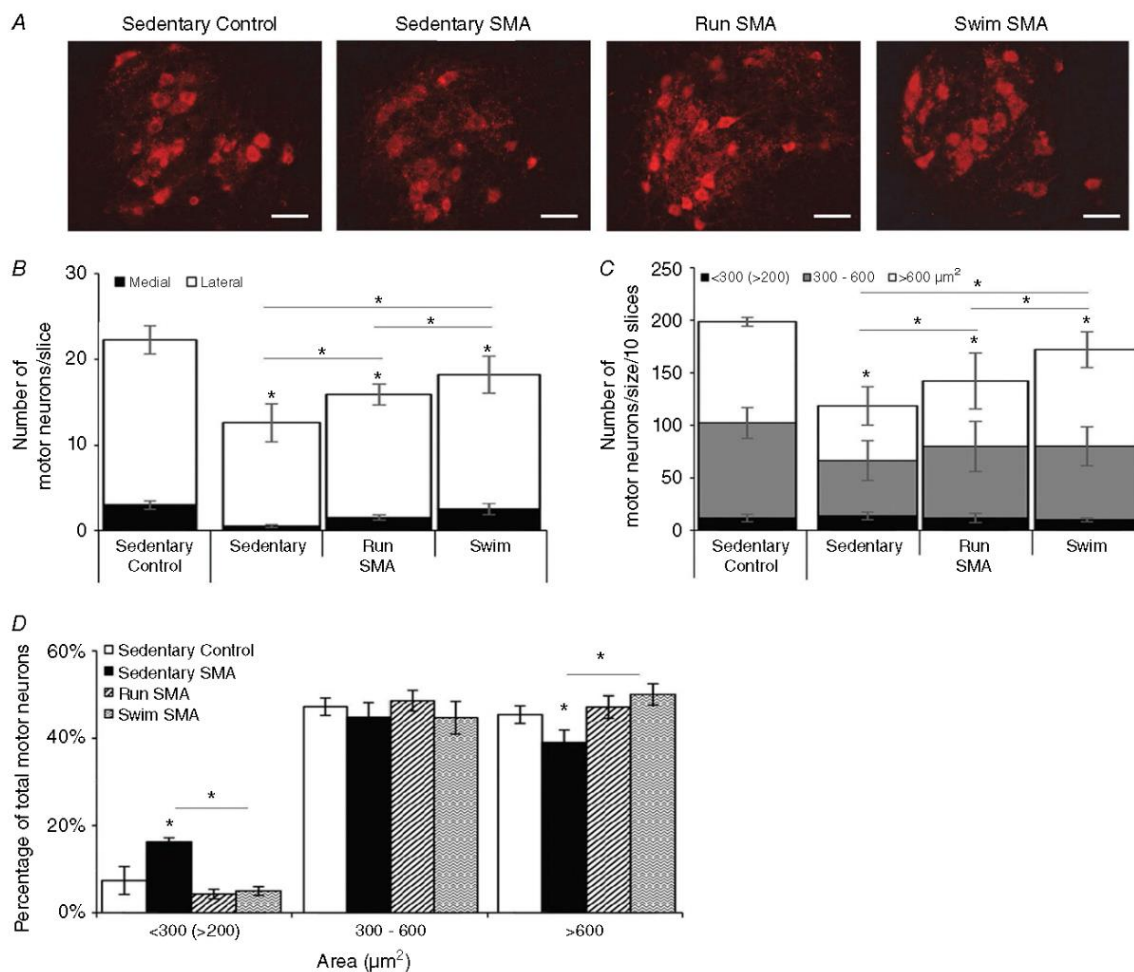 A
Sedentary Control
Sedentary SMA
Run SMA
Swim SMA
B
Number of
motor neurons/slice
30
20
10
0
Medial
Lateral
*
*
*
*
*
*
Sedentary
Control
Sedentary
Run
Swim
SMA
C
Number of
motor neurons/size/10 slices
250
200
150
100
50
0
<300 (>200)
300 - 600
>600 µm²
*
*
*
*
*
*
Sedentary
Control
Sedentary
Run
Swim
SMA
D
Percentage of total motor neurons
60%
40%
20%
0%
Sedentary Control
Sedentary SMA
Run SMA
Swim SMA
*
*
*
*
<300 (>200)
300 - 600
>600
Area (µm²)